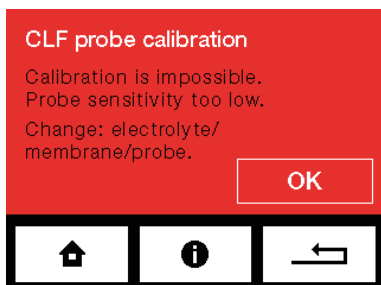 CLF probe calibration
Calibration is impossible.
Probe sensitivity too low.
Change: electrolyte/
membrane/probe.
OK